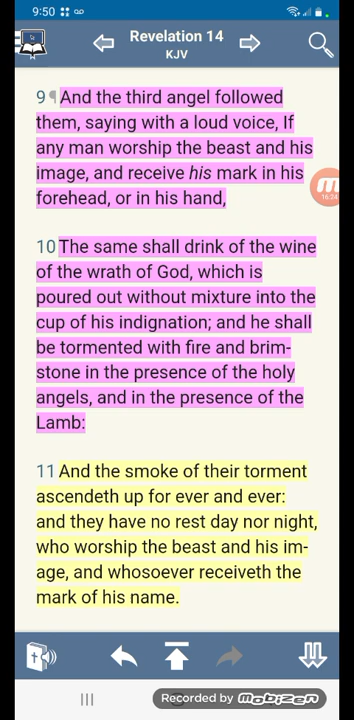 9:50
Revelation 14
KJV
9 ¶ And the third angel followed
them, saying with a loud voice, If
any man worship the beast and his
image, and receive his mark in his
forehead, or in his hand,
16:34
10 The same shall drink of the wine
of the wrath of God, which is
poured out without mixture into the
cup of his indignation; and he shall
be tormented with fire and brim-
stone in the presence of the holy
angels, and in the presence of the
Lamb:
11 And the smoke of their torment
ascendeth up for ever and ever:
and they have no rest day nor night,
who worship the beast and his im-
age, and whosoever receiveth the
mark of his name.
Recorded by mobizen